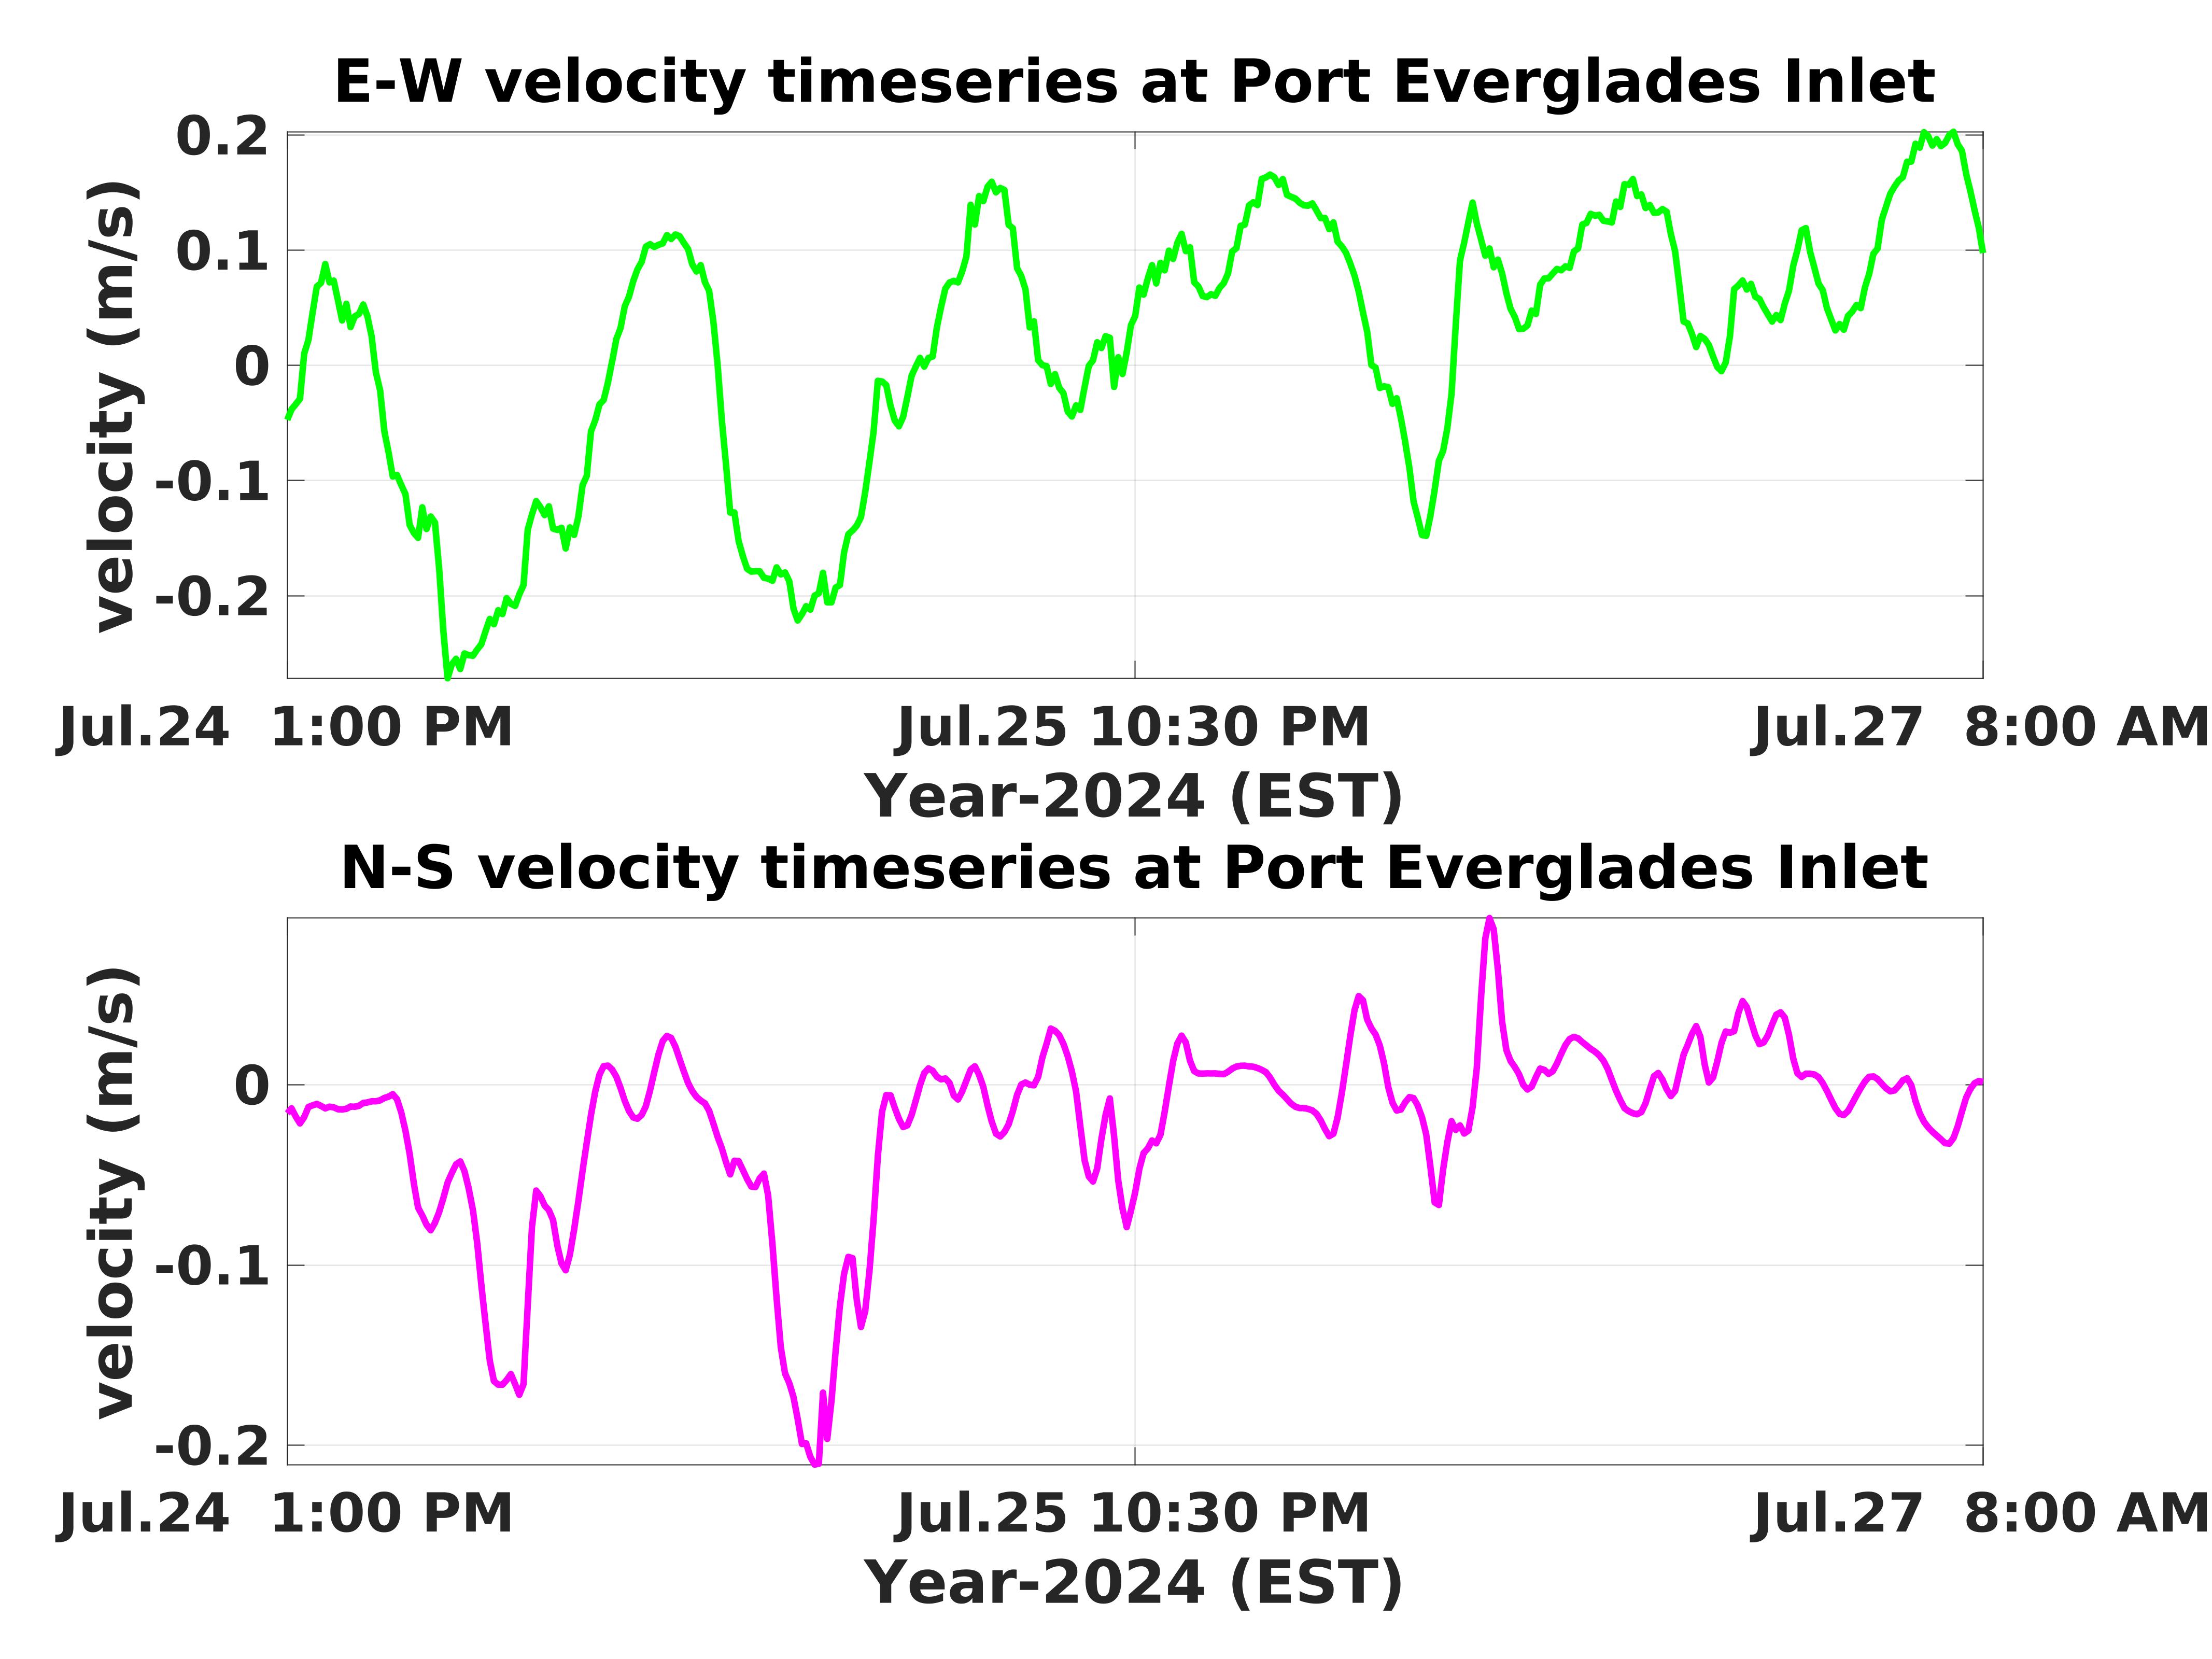 E-W velocity timeseries at Port Everglades Inlet
velocity (m/s)
0.2
0.1
0
-0.1
-0.2
Jul.24  1:00 PM
Jul.25 10:30 PM
Jul.27  8:00 AM
Year-2024 (EST)
N-S velocity timeseries at Port Everglades Inlet
velocity (m/s)
0
-0.1
-0.2
Jul.24  1:00 PM
Jul.25 10:30 PM
Jul.27  8:00 AM
Year-2024 (EST)